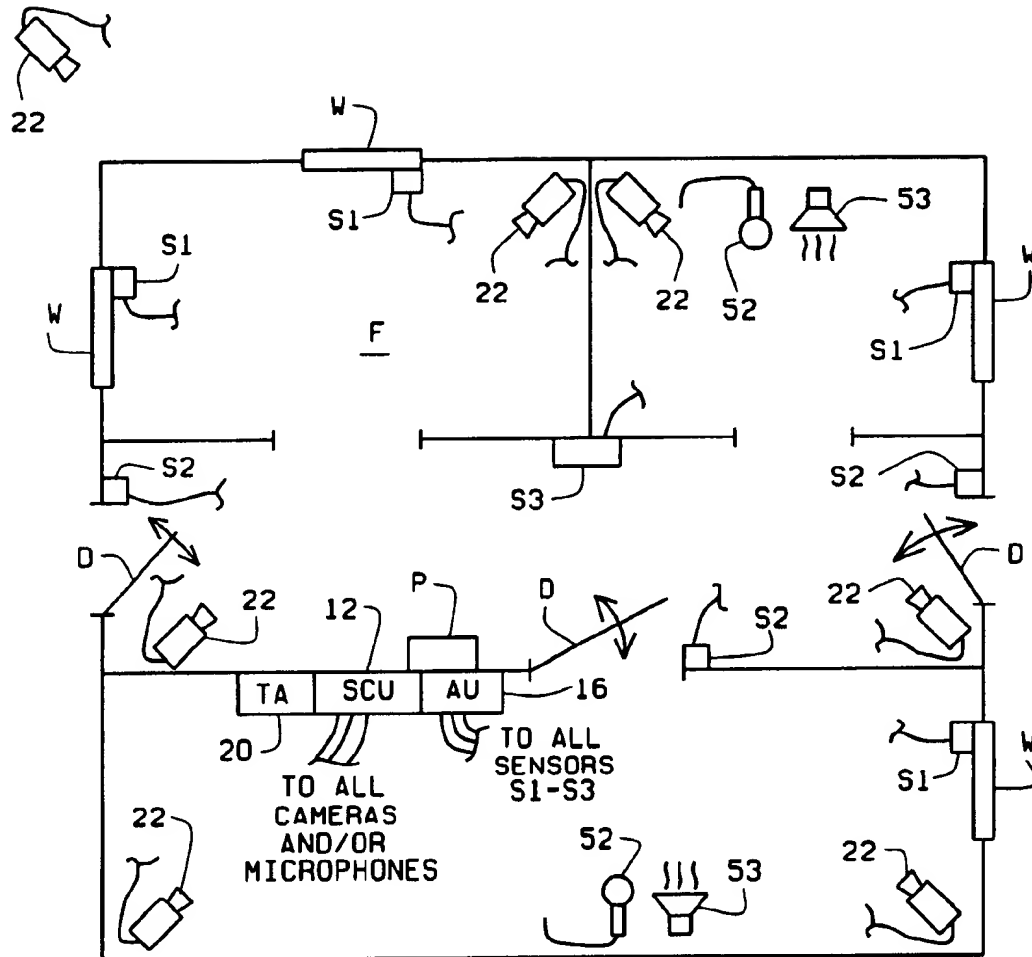 22
W
S1
22
22
52
53
S1
W
F
S1
W
S2
S3
S2
D
P
D
D
22
12
22
S2
TA
SCU
AU
16
20
TO ALL
CAMERAS
AND/OR
MICROPHONES
TO ALL
SENSORS
S1-S3
S1
W
22
52
53
22